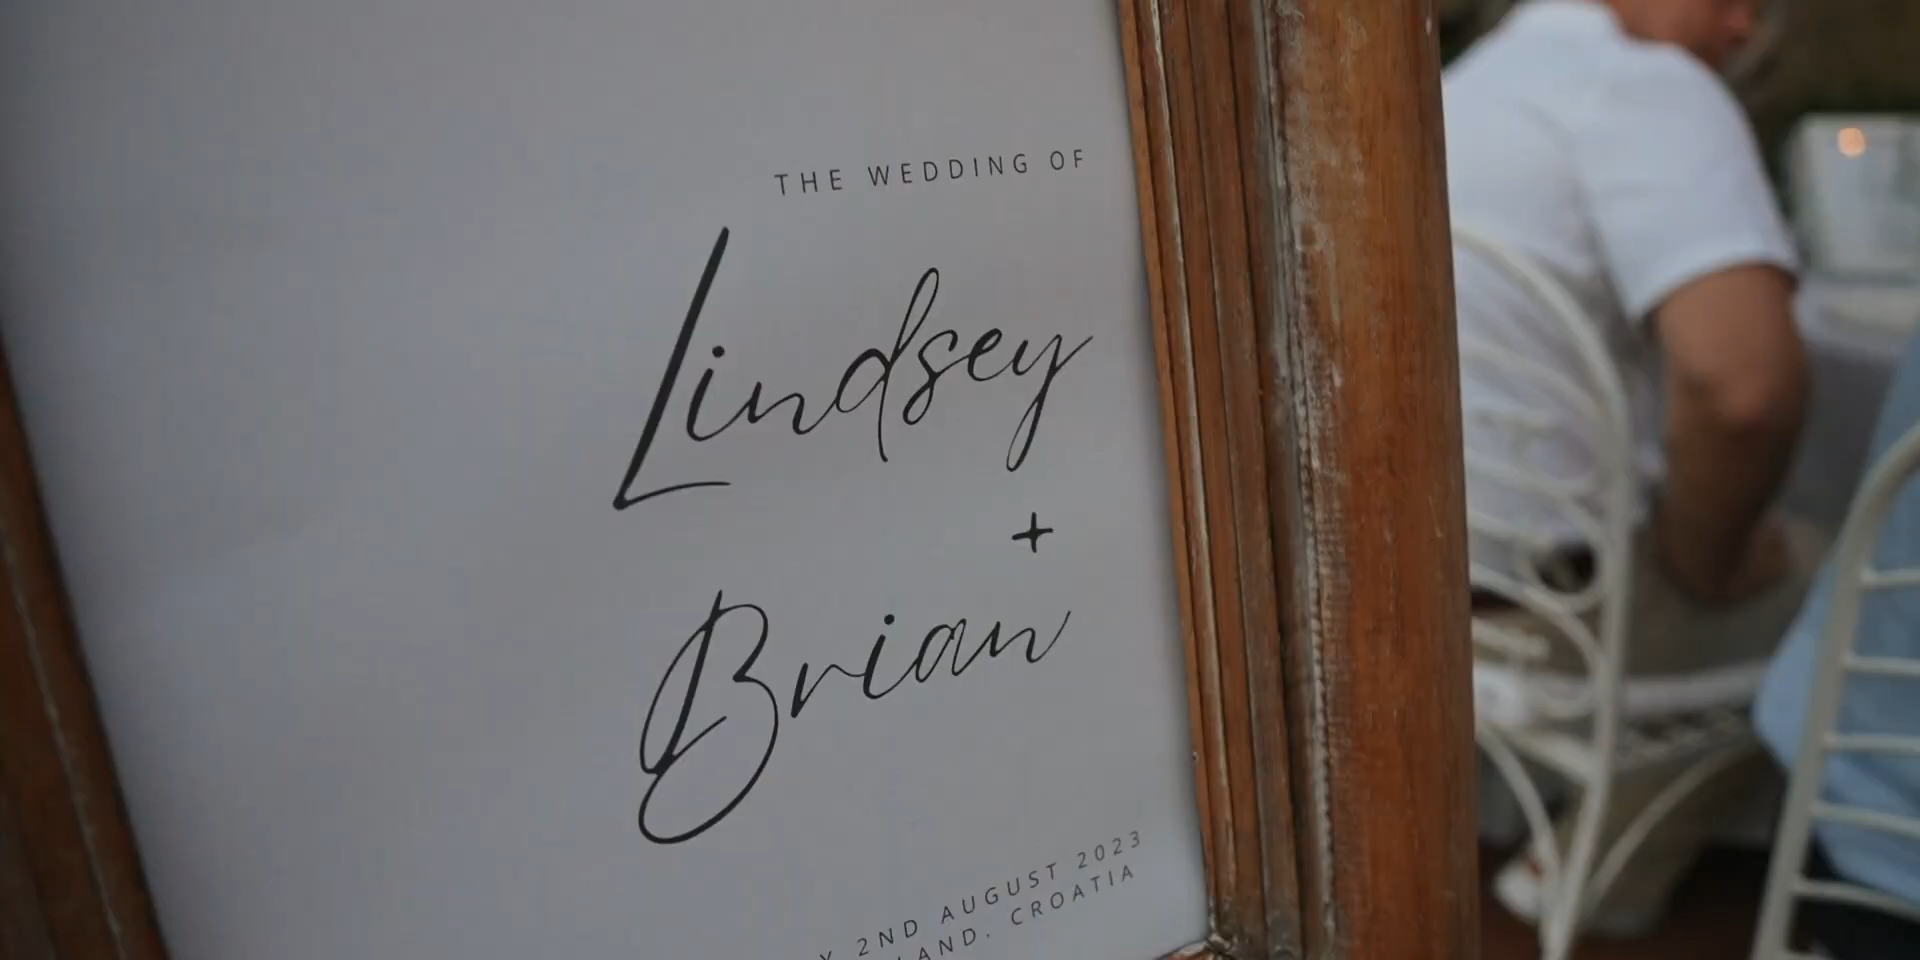 THE WEDDING OF
Lindsey
+
Brian
2ND AUGUST 2023
CROATIA